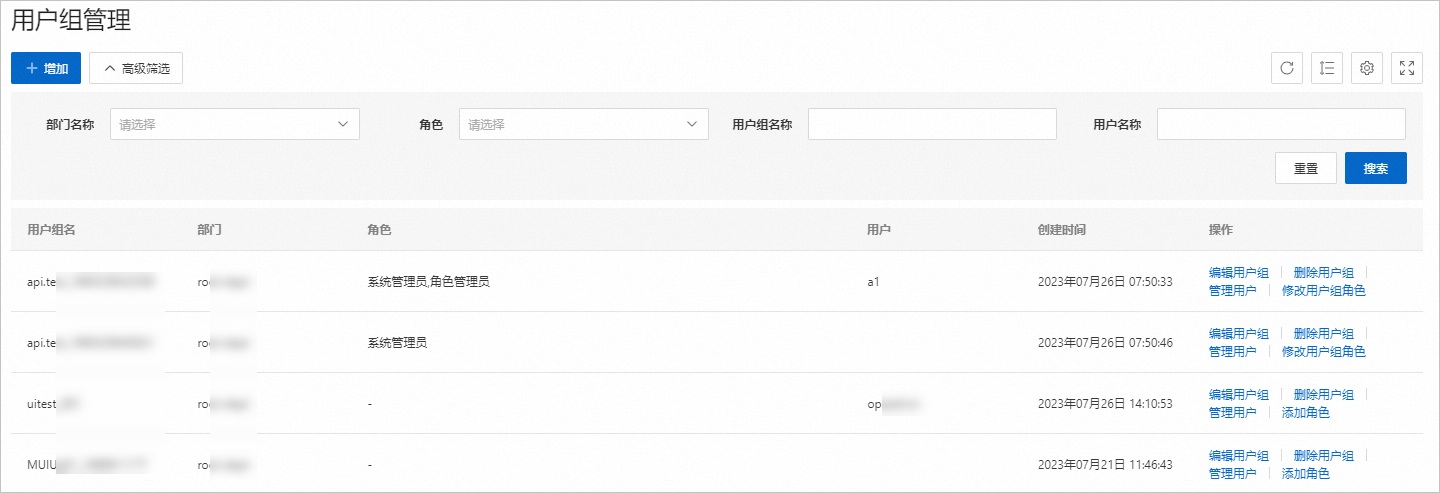 用户组管理
增加 高级筛选
部门名称 请选择 角色 请选择 用户组名称 用户名称
重置 搜索
用户组名 部门 角色 用户 创建时间 操作
api.te 系统管理员,角色管理员 a1 2023年07月26日 07:50:33 编辑用户组 删除用户组
管理用户 修改用户组角色
api.te 系统管理员 2023年07月26日 07:50:46 编辑用户组 删除用户组
管理用户 修改用户组角色
uitest - 2023年07月26日 14:10:53 编辑用户组 删除用户组
管理用户 添加角色
MUIU - 2023年07月21日 11:46:43 编辑用户组 删除用户组
管理用户 添加角色